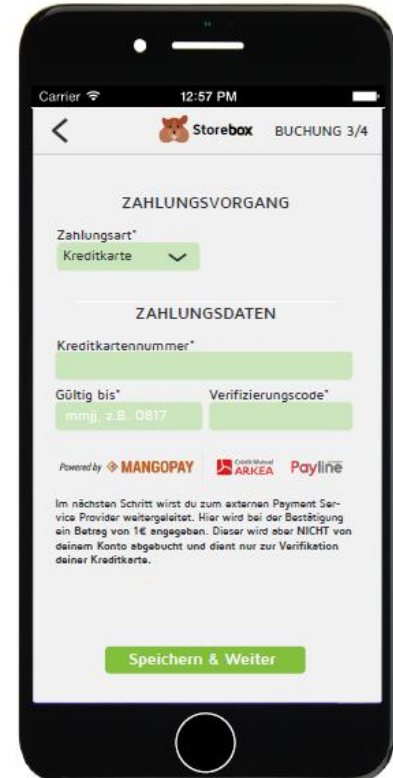 Carrier 12:57 PM
Storebox BUCHUNG 3/4
ZAHLUNGSVORGANG
Zahlungsart*
Kreditkarte
ZAHLUNGSDATEN
Kreditkartennummer*
Gültig bis* Verifizierungscode*
mmjj, z.B. 0817
Powered by MANGOPAY Crédit Mutuel ARKEA Payline
Im nächsten Schritt wirst du zum externen Payment Ser-
vice Provider weitergeleitet. Hier wird bei der Bestätigung
ein Betrag von 1€ angegeben. Dieser wird aber NICHT von
deinem Konto abgebucht und dient nur zur Verifikation
deiner Kreditkarte.
Speichern & Weiter